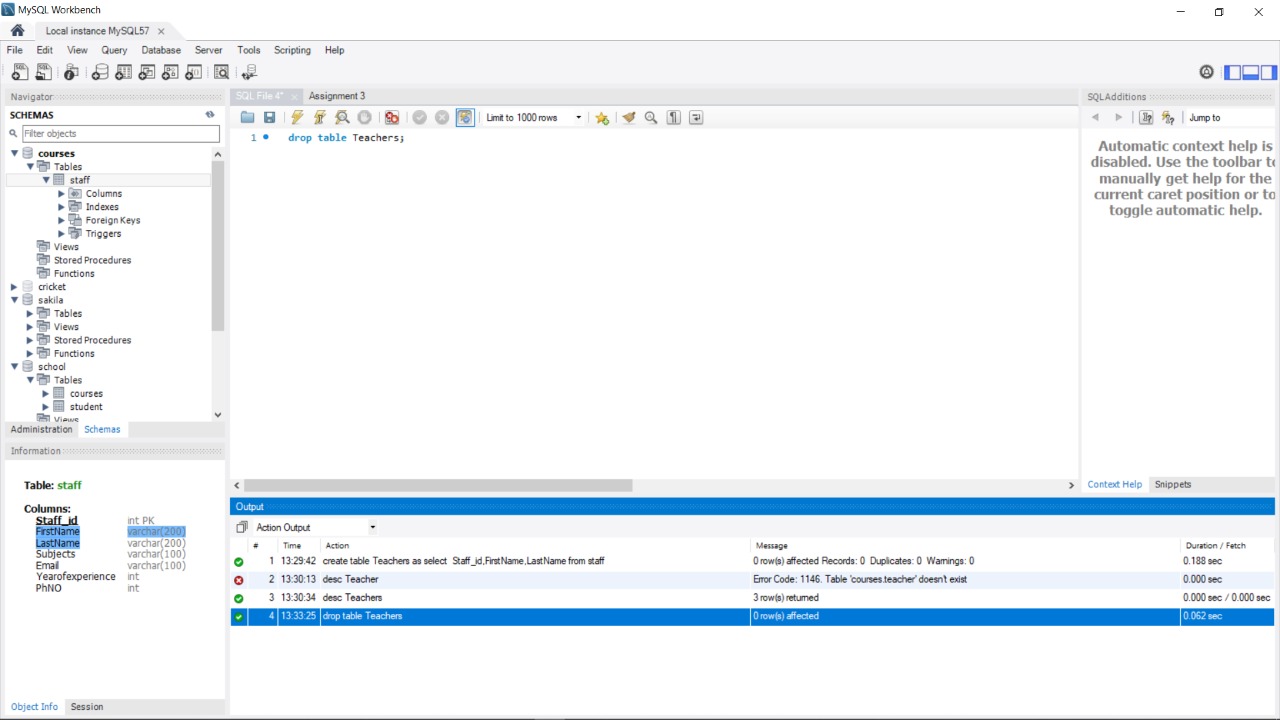 MySQL Workbench
Local instance MySQL57
File Edit View Query Database Server Tools Scripting Help
Navigator
SCHEMAS
Filter objects
courses
Tables
staff
Columns
Indexes
Foreign Keys
Triggers
Views
Stored Procedures
Functions
cricket
sakila
Tables
Views
Stored Procedures
Functions
school
Tables
courses
student
Views
Administration Schemas
Information
Table: staff
Columns:
Staff_id int PK
FirstName varchar(200)
LastName varchar(200)
Subjects varchar(100)
Email varchar(100)
Yearofexperience int
PhNO int
Object Info Session
SQL File 4* Assignment 3
Limit to 1000 rows
1 drop table Teachers;
SQLAdditions
Jump to
Automatic context help is
disabled. Use the toolbar to
manually get help for the
current caret position or to
toggle automatic help.
Context Help Snippets
Output
Action Output
# Time Action Message Duration / Fetch
1 13:29:42 create table Teachers as select Staff_id,FirstName,LastName from staff 0 row(s) affected Records: 0 Duplicates: 0 Warnings: 0 0.188 sec
2 13:30:13 desc Teacher Error Code: 1146. Table 'courses.teacher' doesn't exist 0.000 sec
3 13:30:34 desc Teachers 3 row(s) returned 0.000 sec / 0.000 sec
4 13:33:25 drop table Teachers 0 row(s) affected 0.062 sec